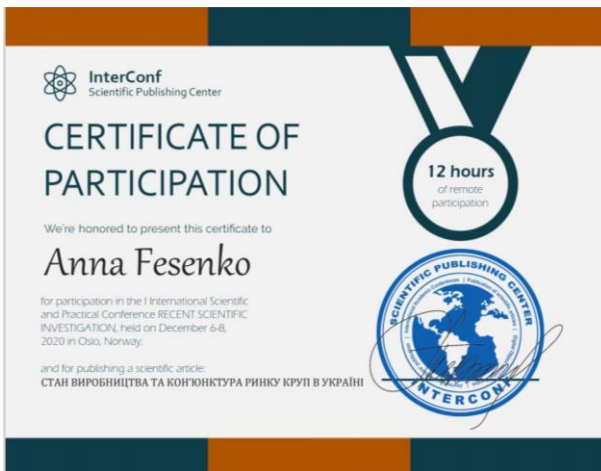 InterConf
Scientific Publishing Center
CERTIFICATE OF
PARTICIPATION
We're honored to present this certificate to
Anna Fesenko
for participation in the I International Scientific
and Practical Conference RECENT SCIENTIFIC
INVESTIGATION, held on December 6-8,
2020 in Oslo, Norway.
and for publishing a scientific article:
СТАН ВИРОБНИЦТВА ТА КОН'ЮНКТУРА РИНКУ КРУП В УКРАЇНІ
12 hours
of remote
participation
SCIENTIFIC PUBLISHING CENTER
INTERCONF